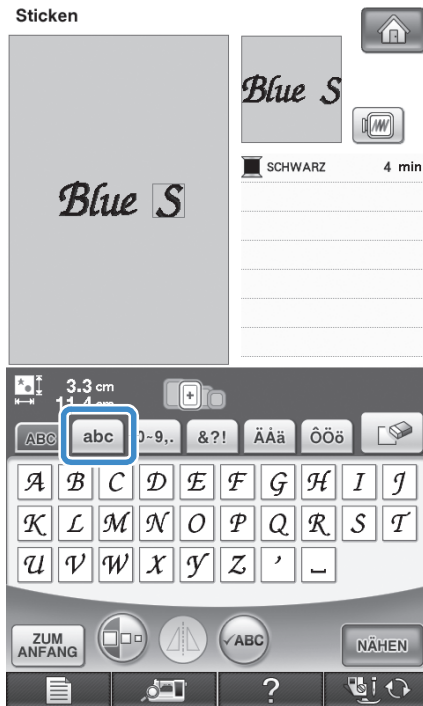 Sticken
Blue S
Blue S
SCHWARZ 4 min
3.3 cm
11.4 cm
ABC abc 0~9,. &?! ÄÅä ÔÖö
A B C D E F G H I J
K L M N O P Q R S T
U V W X Y Z ’ ⌴
ZUM ANFANG ABC NÄHEN
?